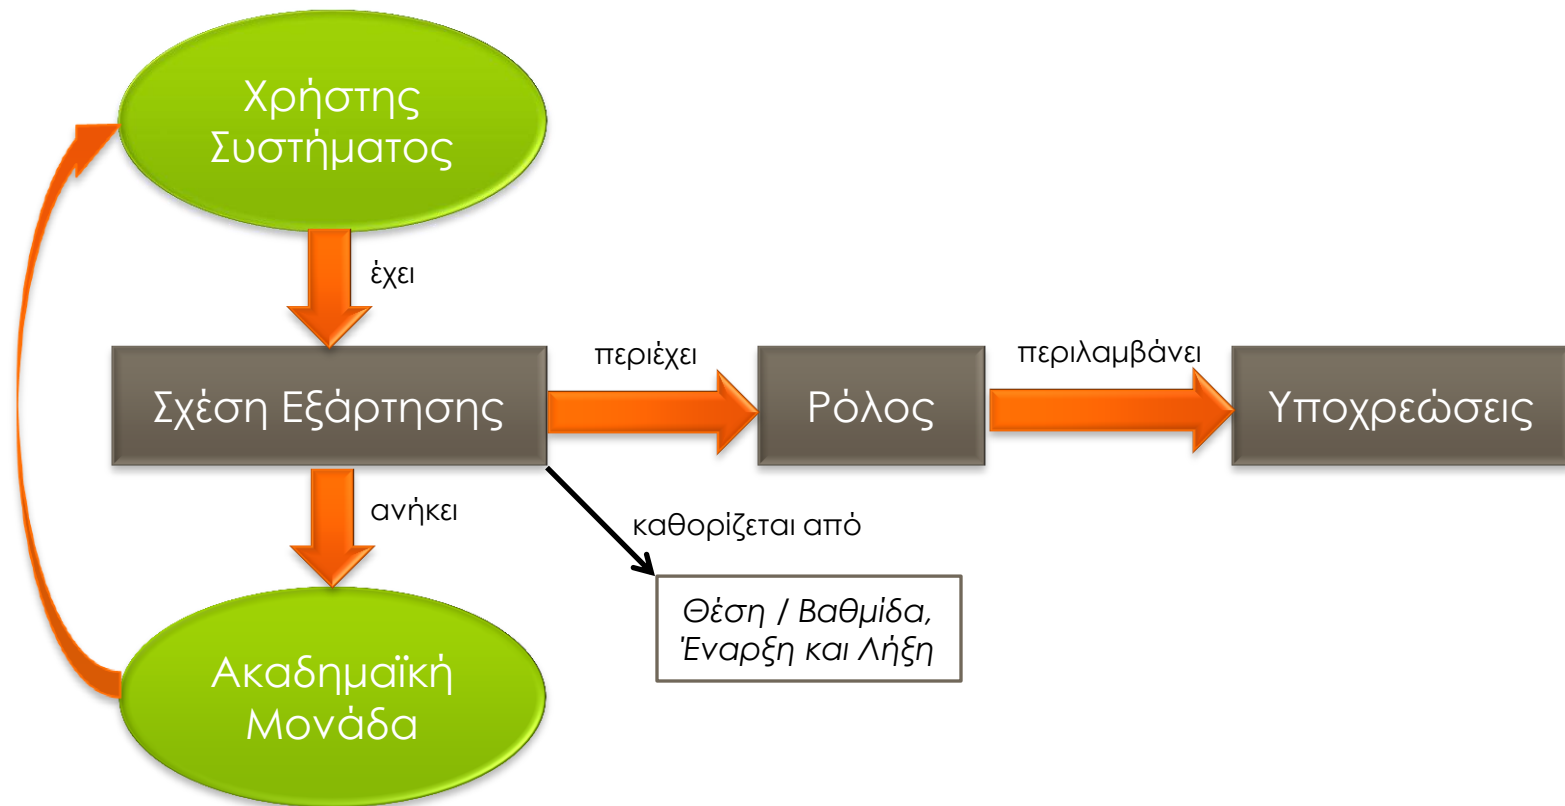 Χρήστης
Συστήματος
έχει
Σχέση Εξάρτησης
περιέχει
Ρόλος
περιλαμβάνει
Υποχρεώσεις
ανήκει
καθορίζεται από
Θέση / Βαθμίδα,
Έναρξη και Λήξη
Ακαδημαϊκή
Μονάδα